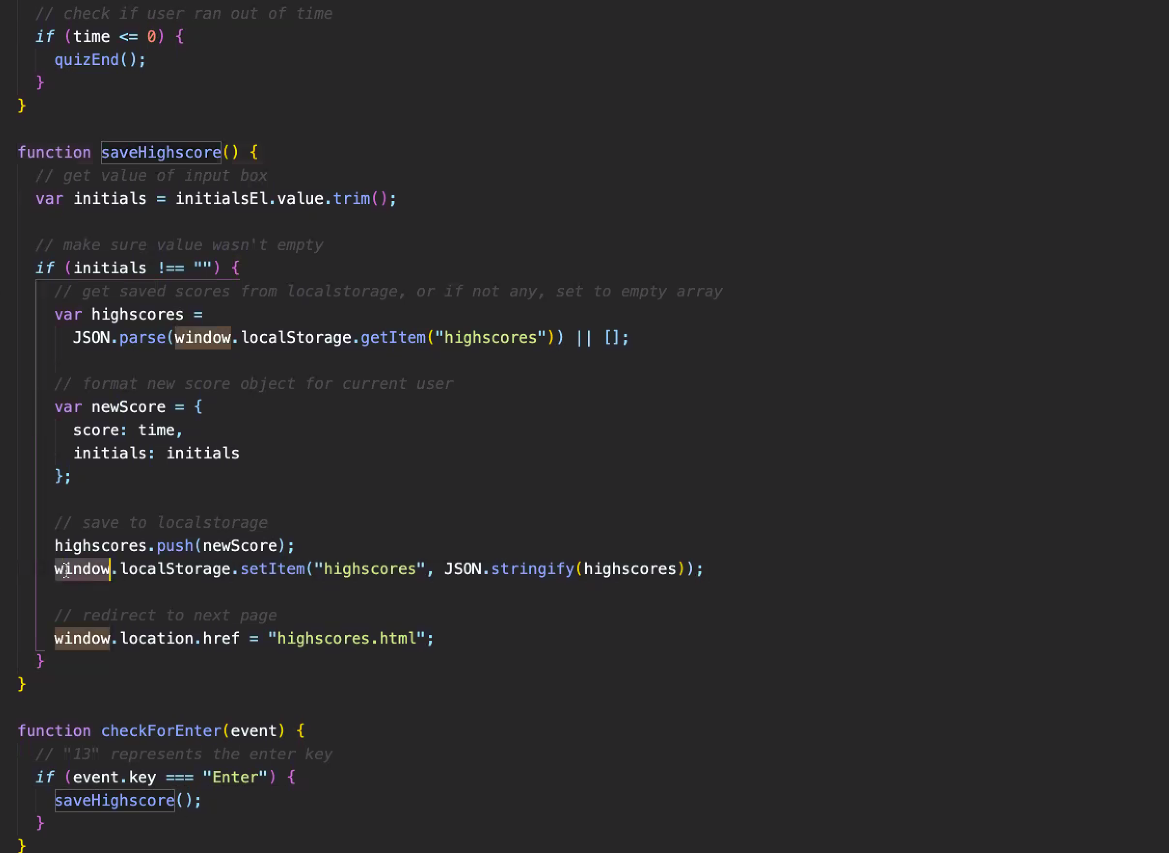 // check if user ran out of time
if (time <= 0) {
quizEnd();
}
}
function saveHighscore() {
// get value of input box
var initials = initialsEl.value.trim();
// make sure value wasn't empty
if (initials !== "") {
// get saved scores from localstorage, or if not any, set to empty array
var highscores =
JSON.parse(window.localStorage.getItem("highscores")) || [];
// format new score object for current user
var newScore = {
score: time,
initials: initials
};
// save to localstorage
highscores.push(newScore);
window.localStorage.setItem("highscores", JSON.stringify(highscores));
// redirect to next page
window.location.href = "highscores.html";
}
}
function checkForEnter(event) {
// "13" represents the enter key
if (event.key === "Enter") {
saveHighscore();
}
}